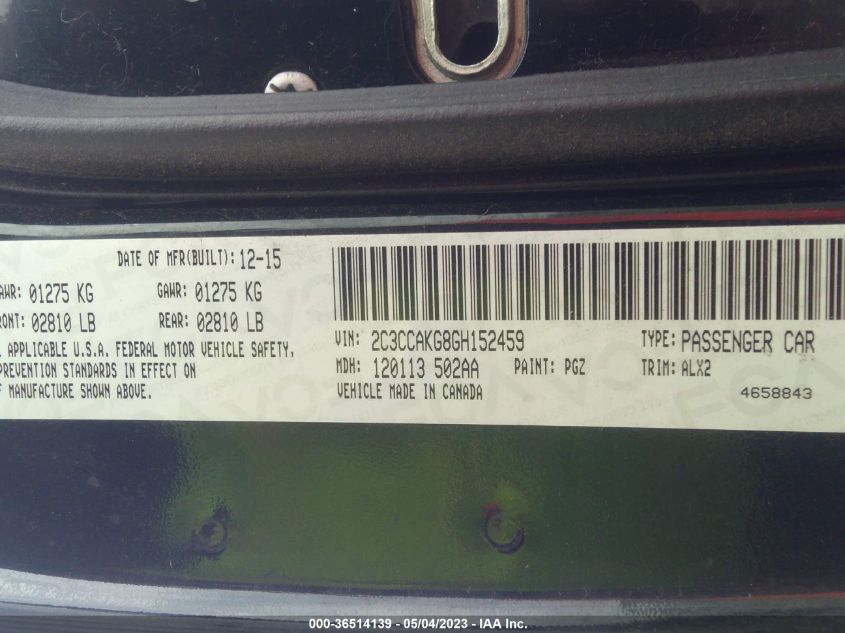 DATE OF MFR(BUILT): 12-15
GAWR: 01275 KG
AWR: 01275 KG
REAR: 02810 LB
RONT: 02810 LB
APPLICABLE U.S.A. FEDERAL MOTOR VEHICLE SAFETY,
PREVENTION STANDARDS IN EFFECT ON
F MANUFACTURE SHOWN ABOVE.
VIN: 2C3CCAKG8GH152459
TYPE: PASSENGER CAR
MDH: 120113 502AA
PAINT: PGZ
TRIM: ALX2
VEHICLE MADE IN CANADA
4658843
000-36514139 - 05/04/2023 - IAA Inc.